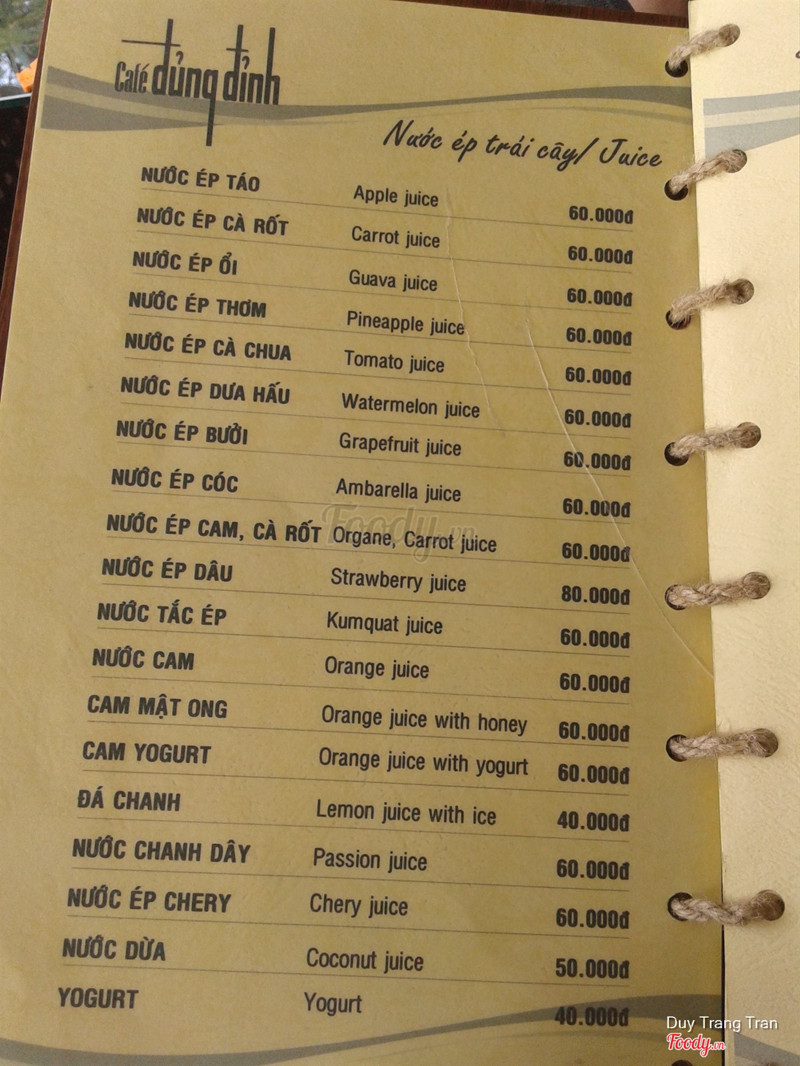 Café đủng đỉnh
Nước ép trái cây/ Juice
NƯỚC ÉP TÁO Apple juice 60.000đ
NƯỚC ÉP CÀ RỐT Carrot juice 60.000đ
NƯỚC ÉP ỔI Guava juice 60.000đ
NƯỚC ÉP THƠM Pineapple juice 60.000đ
NƯỚC ÉP CÀ CHUA Tomato juice 60.000đ
NƯỚC ÉP DƯA HẤU Watermelon juice 60.000đ
NƯỚC ÉP BƯỞI Grapefruit juice 60.000đ
NƯỚC ÉP CÓC Ambarella juice 60.000đ
NƯỚC ÉP CAM, CÀ RỐT Organe, Carrot juice 60.000đ
NƯỚC ÉP DÂU Strawberry juice 80.000đ
NƯỚC TẮC ÉP Kumquat juice 60.000đ
NƯỚC CAM Orange juice 60.000đ
CAM MẬT ONG Orange juice with honey 60.000đ
CAM YOGURT Orange juice with yogurt 60.000đ
ĐÁ CHANH Lemon juice with ice 40.000đ
NƯỚC CHANH DÂY Passion juice 60.000đ
NƯỚC ÉP CHERY Chery juice 60.000đ
NƯỚC DỪA Coconut juice 50.000đ
YOGURT Yogurt 40.000đ
Foody.vn
Duy Trang Tran
Foody.vn